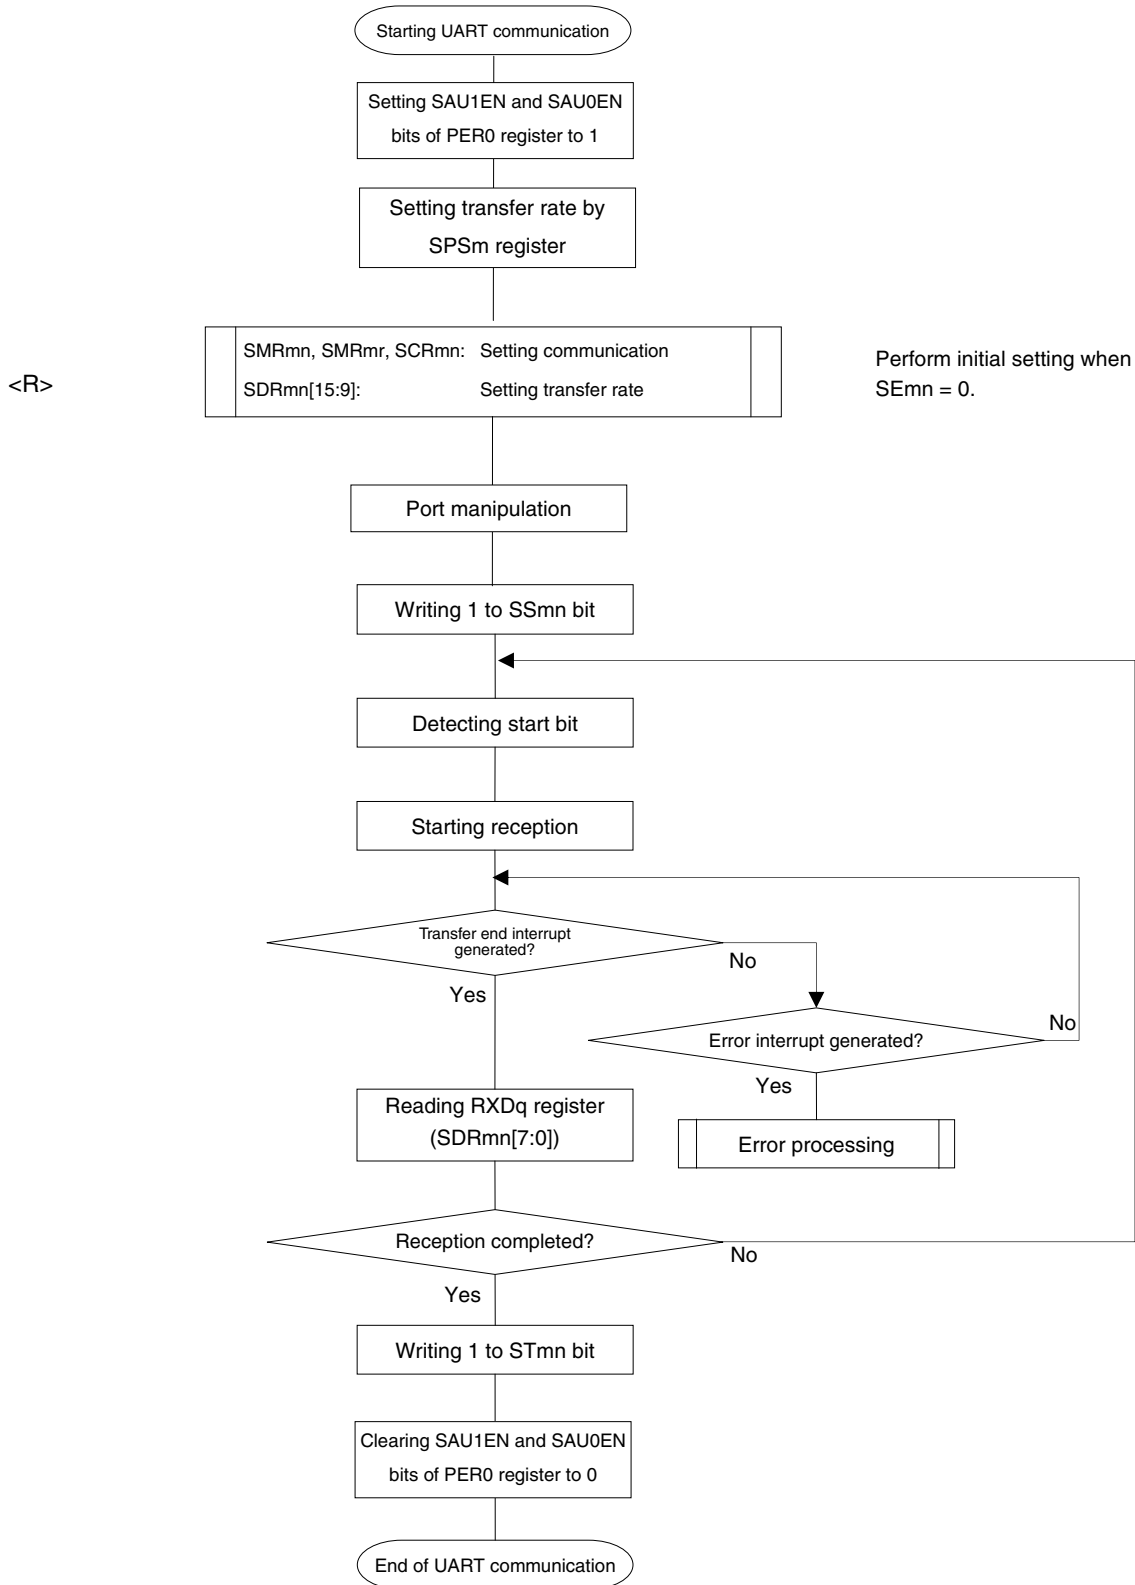 Starting UART communication
Setting SAU1EN and SAU0EN
bits of PER0 register to 1
Setting transfer rate by
SPSm register
<R>
SMRmn, SMRmr, SCRmn: Setting communication
SDRmn[15:9]: Setting transfer rate
Perform initial setting when
SEmn = 0.
Port manipulation
Writing 1 to SSmn bit
Detecting start bit
Starting reception
Transfer end interrupt
generated?
No
Yes
Error interrupt generated?
No
Yes
Reading RXDq register
(SDRmn[7:0])
Error processing
Reception completed?
No
Yes
Writing 1 to STmn bit
Clearing SAU1EN and SAU0EN
bits of PER0 register to 0
End of UART communication